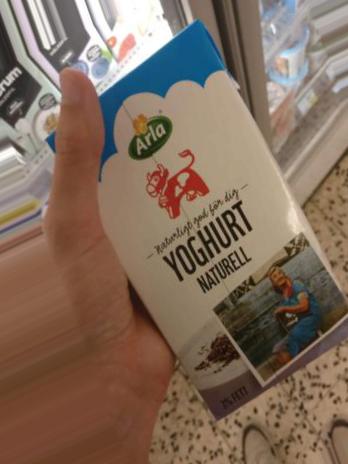 Arla
Naturligt god för dig
YOGHURT
NATURELL
3% FETT